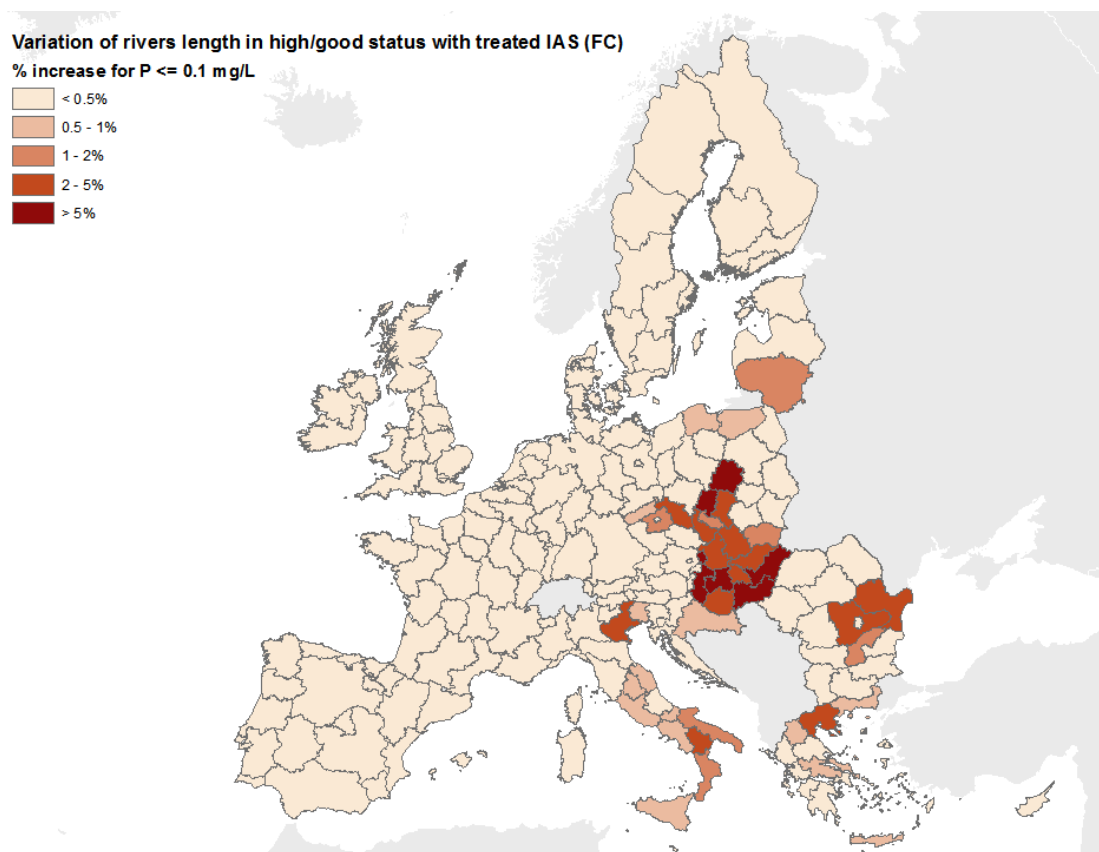 Variation of rivers length in high/good status with treated IAS (FC)
% increase for P <= 0.1 mg/L
< 0.5%
0.5 - 1%
1 - 2%
2 - 5%
> 5%